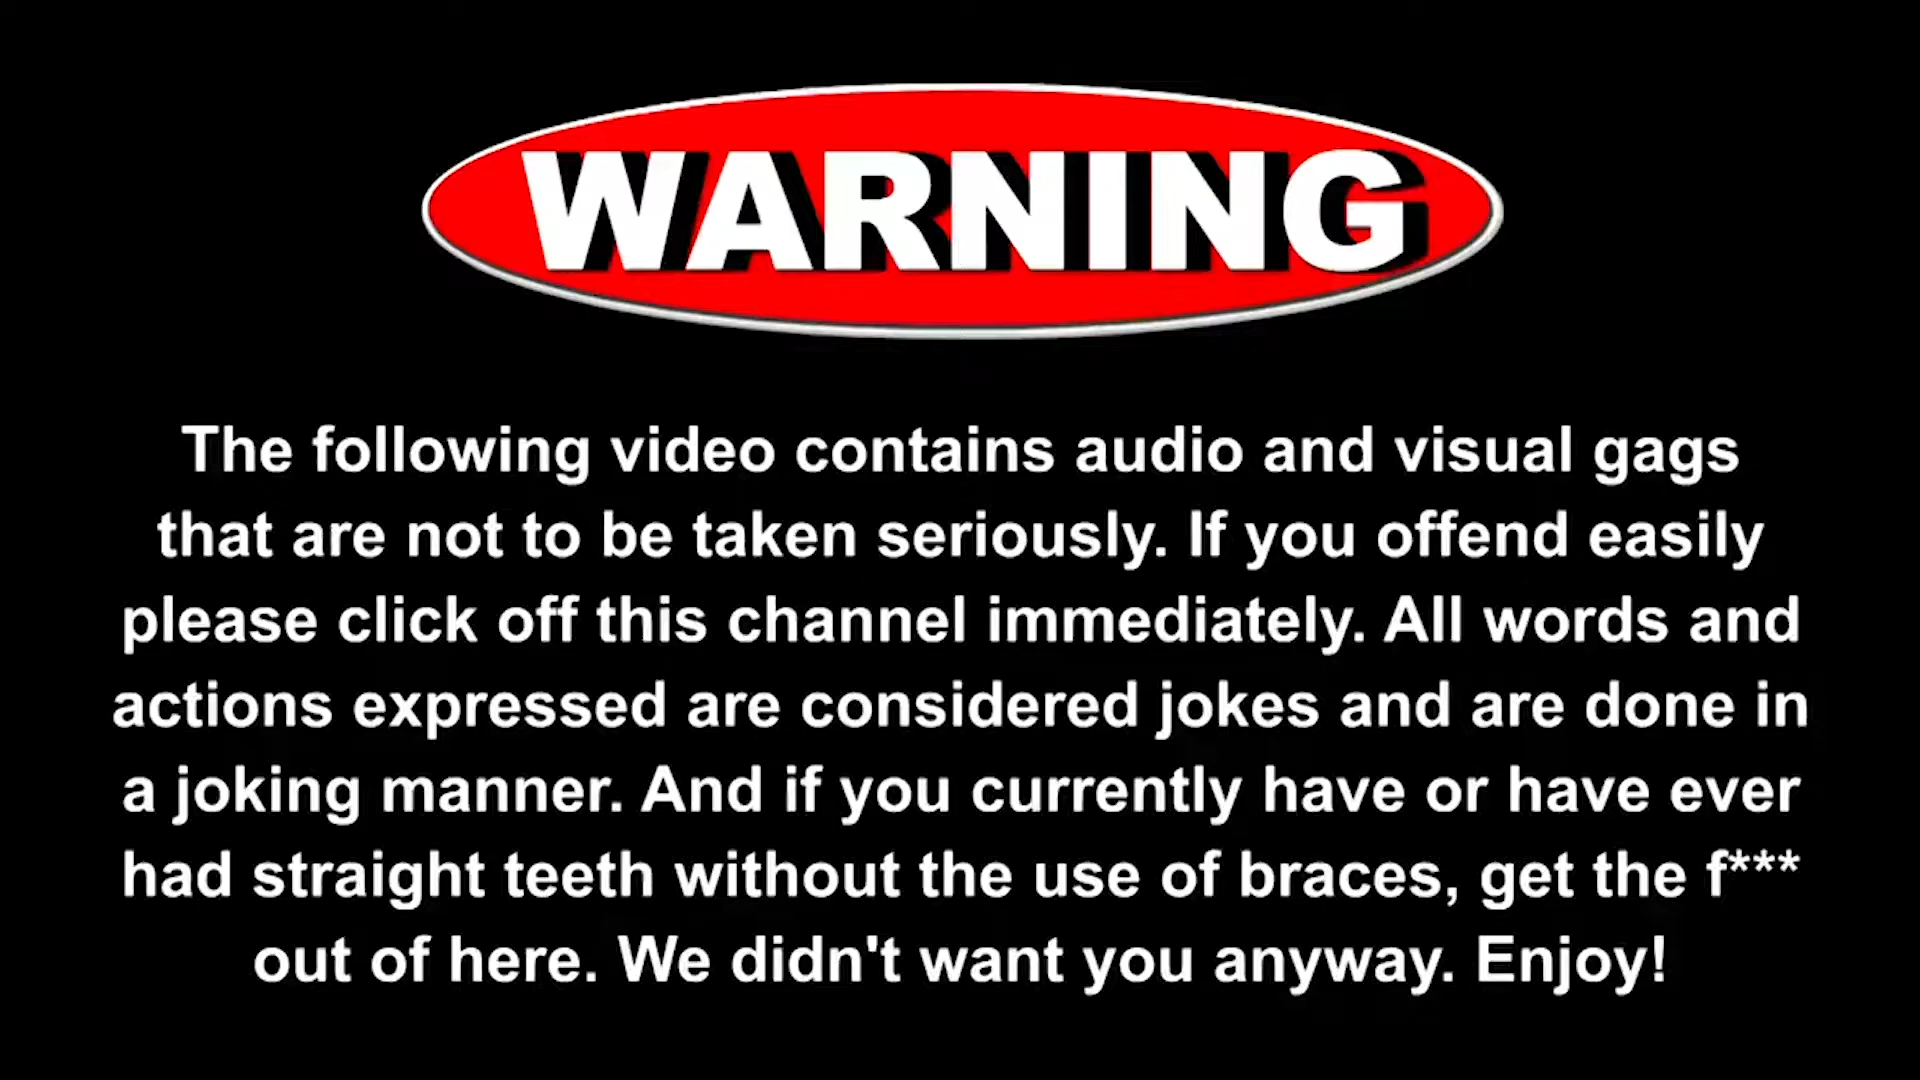 WARNING
The following video contains audio and visual gags
that are not to be taken seriously. If you offend easily
please click off this channel immediately. All words and
actions expressed are considered jokes and are done in
a joking manner. And if you currently have or have ever
had straight teeth without the use of braces, get the f***
out of here. We didn't want you anyway. Enjoy!